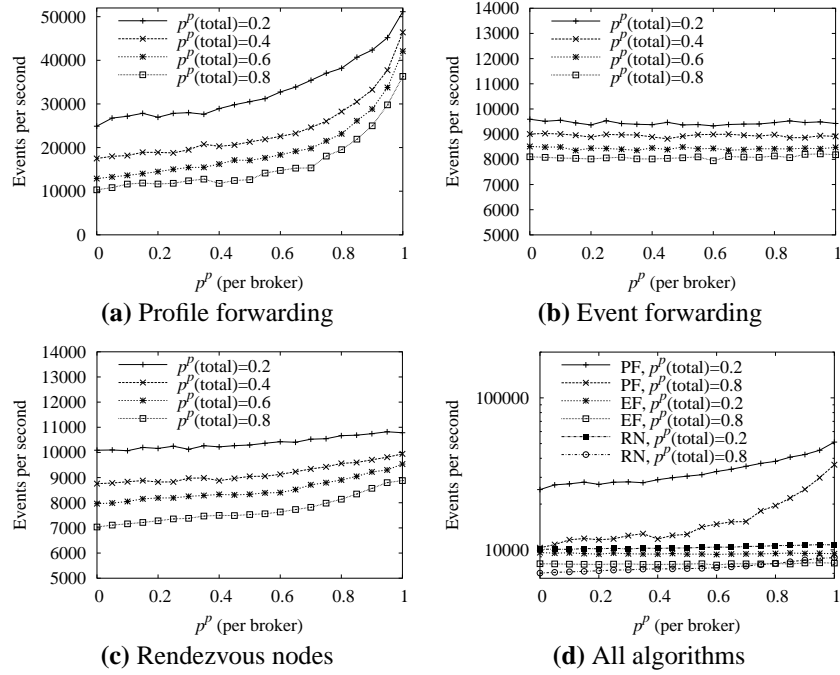 50000
40000
30000
20000
10000
0
Events per second
p^p(total)=0.2
p^p(total)=0.4
p^p(total)=0.6
p^p(total)=0.8
0 0.2 0.4 0.6 0.8 1
p^p (per broker)
(a) Profile forwarding
14000
13000
12000
11000
10000
9000
8000
7000
6000
5000
Events per second
p^p(total)=0.2
p^p(total)=0.4
p^p(total)=0.6
p^p(total)=0.8
0 0.2 0.4 0.6 0.8 1
p^p (per broker)
(b) Event forwarding
14000
13000
12000
11000
10000
9000
8000
7000
6000
5000
Events per second
p^p(total)=0.2
p^p(total)=0.4
p^p(total)=0.6
p^p(total)=0.8
0 0.2 0.4 0.6 0.8 1
p^p (per broker)
(c) Rendezvous nodes
100000
10000
Events per second
PF, p^p(total)=0.2
PF, p^p(total)=0.8
EF, p^p(total)=0.2
EF, p^p(total)=0.8
RN, p^p(total)=0.2
RN, p^p(total)=0.8
0 0.2 0.4 0.6 0.8 1
p^p (per broker)
(d) All algorithms